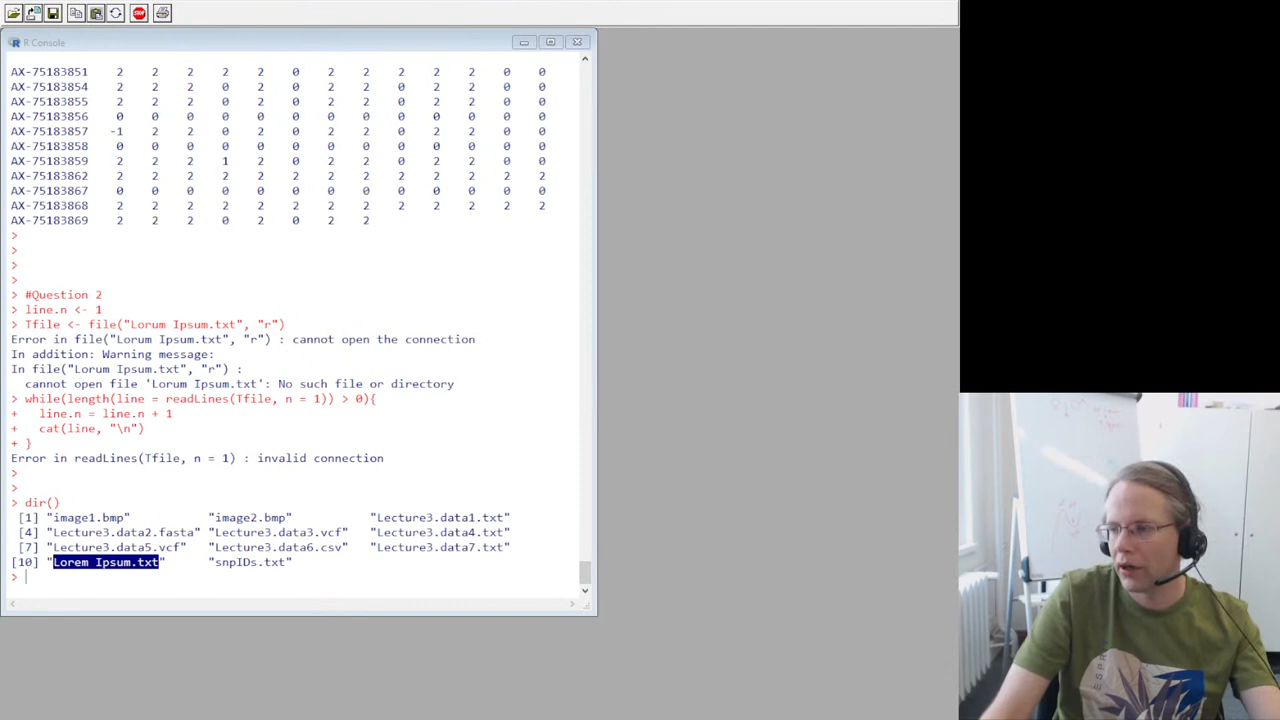 R Console
AX-75183851 2 2 2 2 2 0 2 2 2 2 2 0 0
AX-75183854 2 2 2 0 2 0 2 2 0 2 2 0 0
AX-75183855 2 2 2 0 2 0 2 2 0 2 2 0 0
AX-75183856 0 0 0 0 0 0 0 0 0 0 0 0 0
AX-75183857 -1 2 2 0 2 0 2 2 0 2 2 0 0
AX-75183858 0 0 0 0 0 0 0 0 0 0 0 0 0
AX-75183859 2 2 2 1 2 0 2 2 0 2 2 0 0
AX-75183862 2 2 2 2 2 2 2 2 2 2 2 2 2
AX-75183867 0 0 0 0 0 0 0 0 0 0 0 0 0
AX-75183868 2 2 2 2 2 2 2 2 2 2 2 2 2
AX-75183869 2 2 2 0 2 0 2 2
>
>
>
>
> #Question 2
> line.n <- 1
> Tfile <- file("Lorum Ipsum.txt", "r")
Error in file("Lorum Ipsum.txt", "r") : cannot open the connection
In addition: Warning message:
In file("Lorum Ipsum.txt", "r") :
cannot open file 'Lorum Ipsum.txt': No such file or directory
> while(length(line = readLines(Tfile, n = 1)) > 0){
+ line.n = line.n + 1
+ cat(line, "\n")
+ }
Error in readLines(Tfile, n = 1) : invalid connection
>
>
> dir()
[1] "image1.bmp" "image2.bmp" "Lecture3.data1.txt"
[4] "Lecture3.data2.fasta" "Lecture3.data3.vcf" "Lecture3.data4.txt"
[7] "Lecture3.data5.vcf" "Lecture3.data6.csv" "Lecture3.data7.txt"
[10] "Lorem Ipsum.txt" "snpIDs.txt"
>